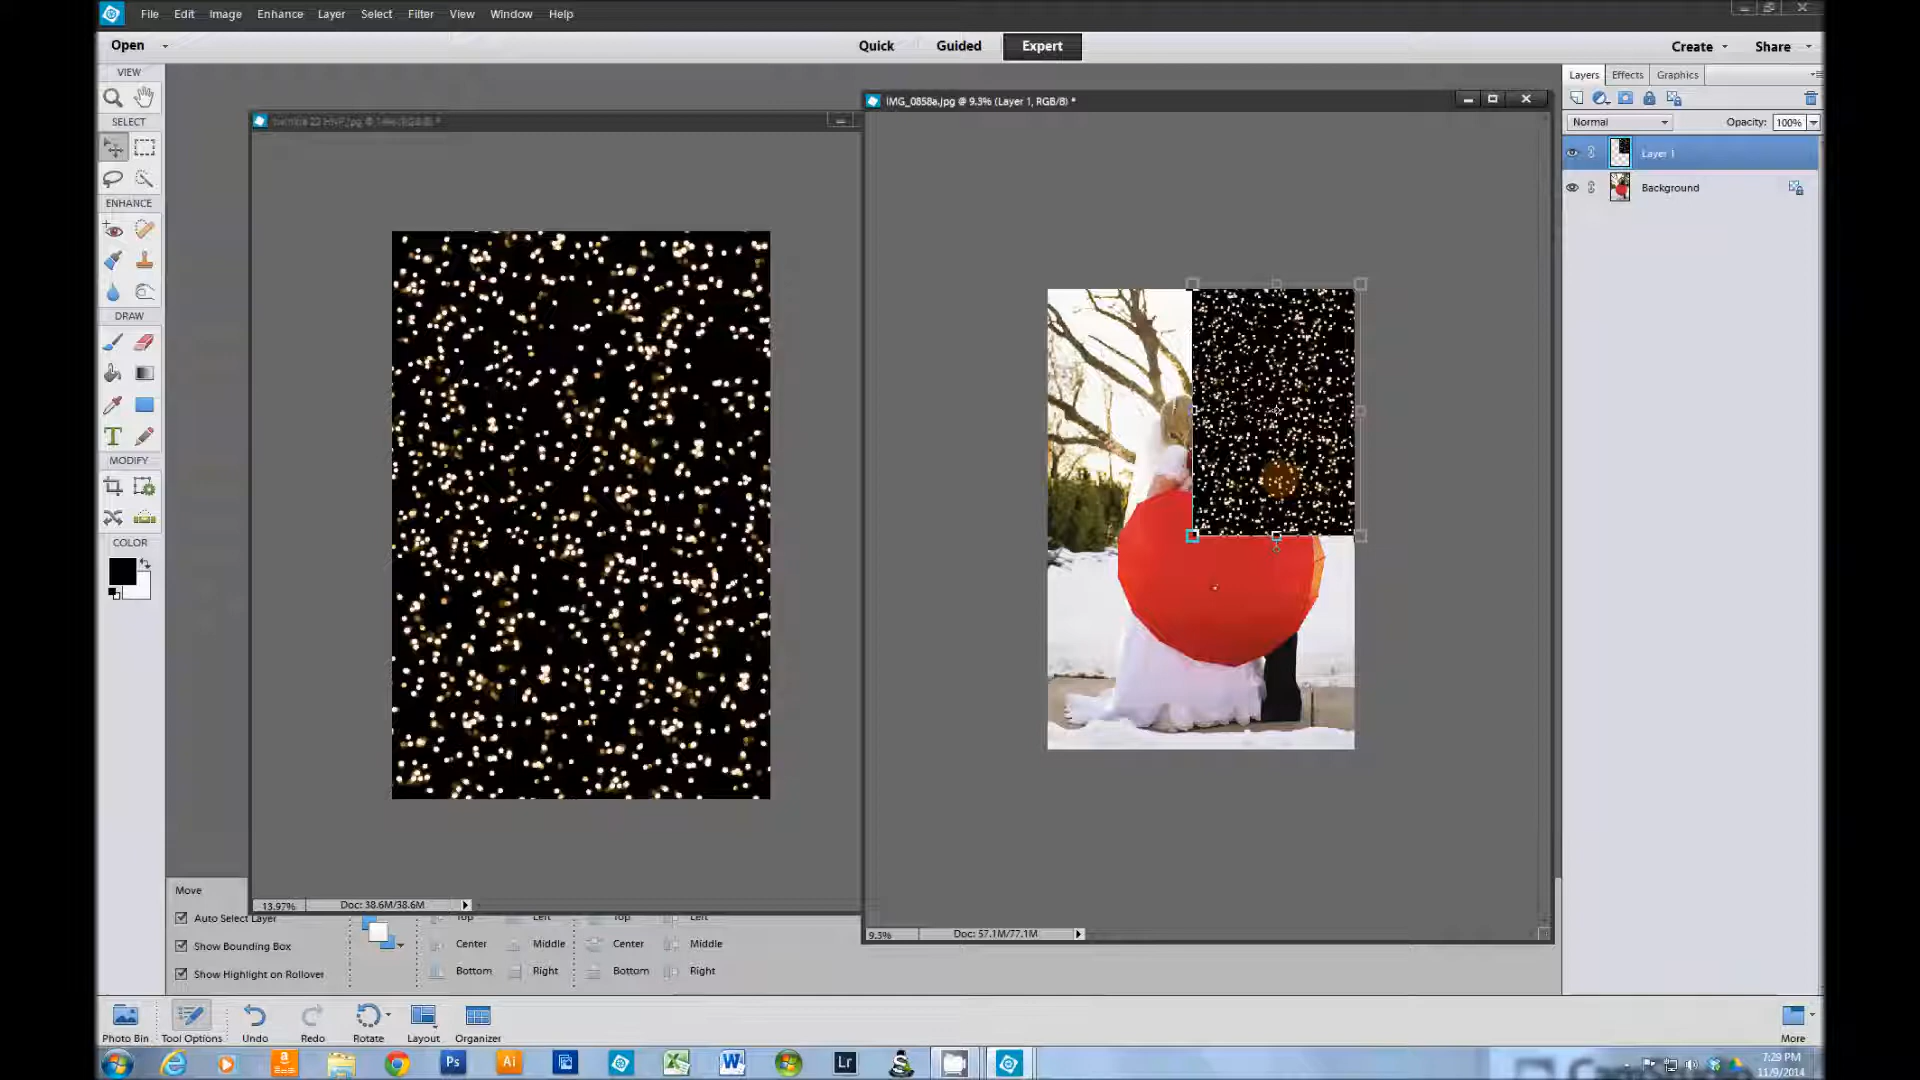 File Edit Image Enhance Layer Select Filter View Window Help
Open Quick Guided Expert Create Share
VIEW
SELECT
ENHANCE
DRAW
MODIFY
COLOR
IMG_0858a.jpg @ 9.3% (Layer 1, RGB/8) *
Layers Effects Graphics
Normal Opacity: 100%
Layer 1
Background
13.97% Doc: 38.6M/38.6M
9.3% Doc: 57.1M/77.1M
Move
Auto Select Layer
Show Bounding Box
Show Highlight on Rollover
Top Left Top Left
Center Middle Center Middle
Bottom Right Bottom Right
Photo Bin Tool Options Undo Redo Rotate Layout Organizer More
Ps Ai Lr
7:29 PM
11/9/2014